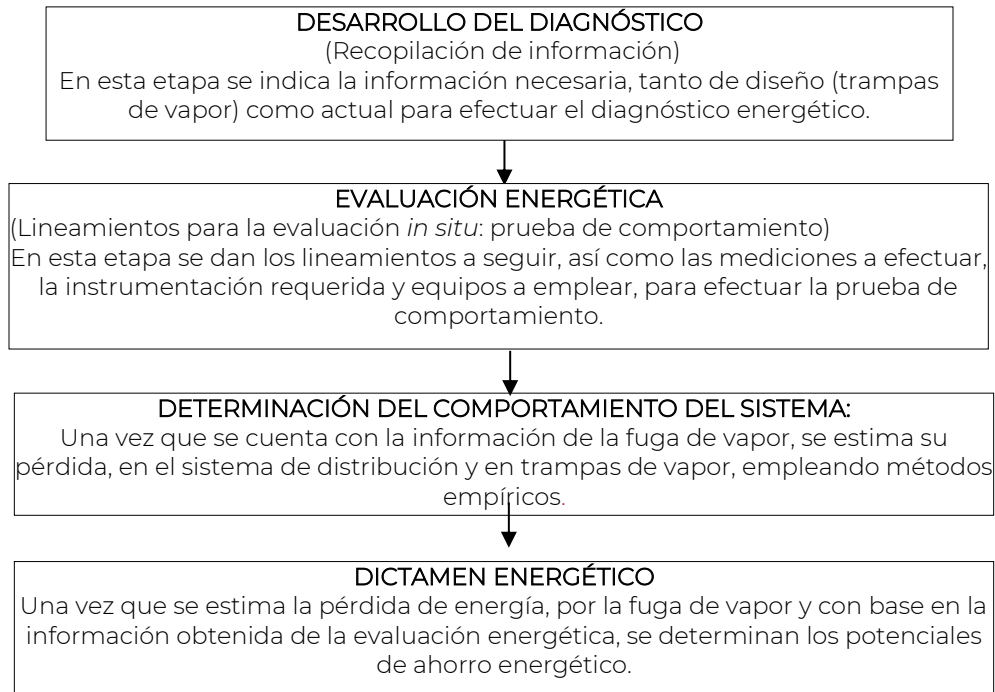 DESARROLLO DEL DIAGNÓSTICO
(Recopilación de información)
En esta etapa se indica la información necesaria, tanto de diseño (trampas
de vapor) como actual para efectuar el diagnóstico energético.
EVALUACIÓN ENERGÉTICA
(Lineamientos para la evaluación in situ: prueba de comportamiento)
En esta etapa se dan los lineamientos a seguir, así como las mediciones a efectuar,
la instrumentación requerida y equipos a emplear, para efectuar la prueba de
comportamiento.
DETERMINACIÓN DEL COMPORTAMIENTO DEL SISTEMA:
Una vez que se cuenta con la información de la fuga de vapor, se estima su
pérdida, en el sistema de distribución y en trampas de vapor, empleando métodos
empíricos.
DICTAMEN ENERGÉTICO
Una vez que se estima la pérdida de energía, por la fuga de vapor y con base en la
información obtenida de la evaluación energética, se determinan los potenciales
de ahorro energético.